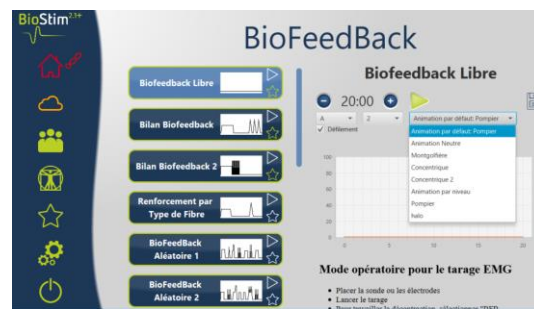 BioStim 2.1++
BioFeedBack
Biofeedback Libre
Bilan Biofeedback
Bilan Biofeedback 2
Renforcement par
Type de Fibre
BioFeedBack
Aléatoire 1
BioFeedBack
Aléatoire 2
Biofeedback Libre
20:00
A
2
Animation par défaut: Pompier
Défilement
Animation par défaut: Pompier
Animation Neutre
Montgolfière
Concentrique
Concentrique 2
Animation par niveau
Pompier
halo
100
80
60
40
20
0
0
5
10
15
20
Mode opératoire pour le tarage EMG
Placer la sonde ou les électrodes
Lancer le tarage